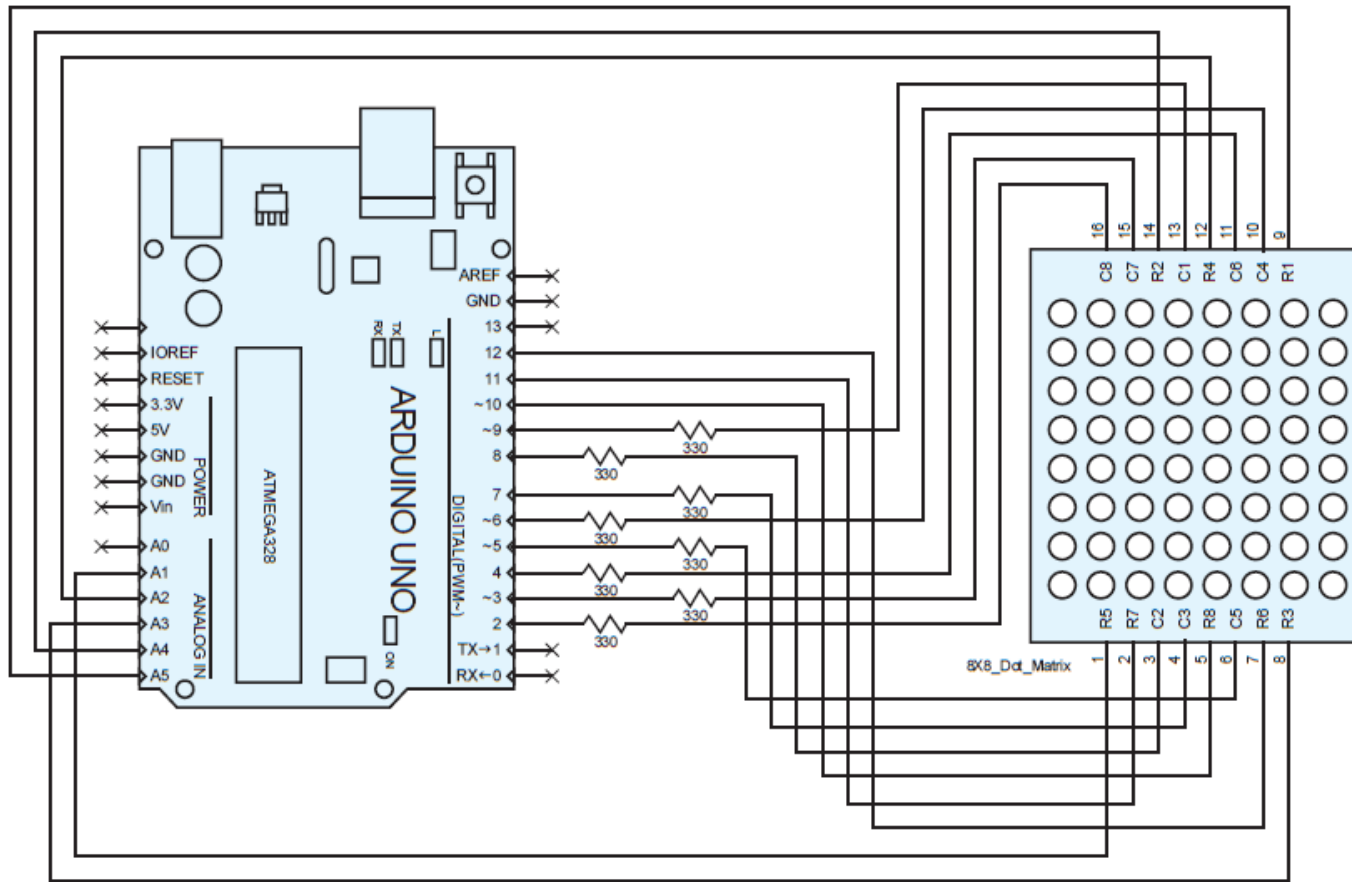 16
15
14
13
12
11
10
9
C8
C7
R2
C1
R4
C6
C4
R1
AREF
GND
13
12
11
~10
~9
8
7
~6
~5
4
~3
2
TX→1
RX←0
DIGITAL(PWM~)
RX
TX
L
ARDUINO UNO
ATMEGA328
ON
IOREF
RESET
3.3V
5V
GND
GND
Vin
POWER
A0
A1
A2
A3
A4
A5
ANALOG IN
330
330
330
330
330
330
330
330
R5
R7
C2
C3
R8
C5
R6
R3
1
2
3
4
5
6
7
8
8X8_Dot_Matrix